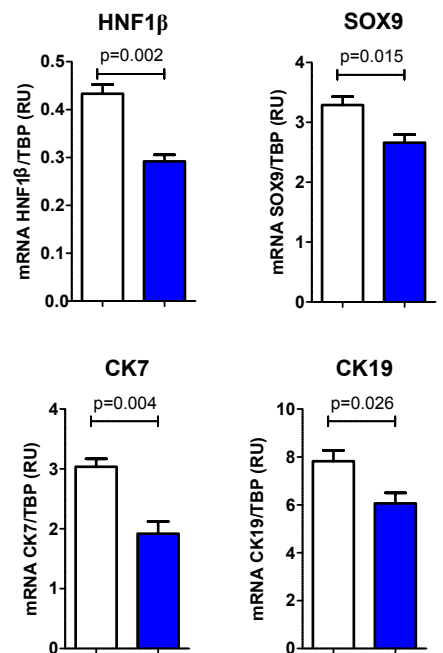 HNF1β
p=0.002
mRNA HNF1β/TBP (RU)
0.5
0.4
0.3
0.2
0.1
0.0
SOX9
p=0.015
mRNA SOX9/TBP (RU)
4
3
2
1
0
CK7
p=0.004
mRNA CK7/TBP (RU)
4
3
2
1
0
CK19
p=0.026
mRNA CK19/TBP (RU)
10
8
6
4
2
0